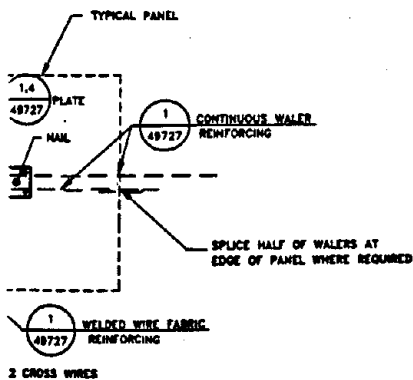 TYPICAL PANEL
1,4
49727
PLATE
NAIL
1
49727
CONTINUOUS WALER
REINFORCING
SPLICE HALF OF WALERS AT
EDGE OF PANEL WHERE REQUIRED
1
49727
WELDED WIRE FABRIC
REINFORCING
2 CROSS WIRES